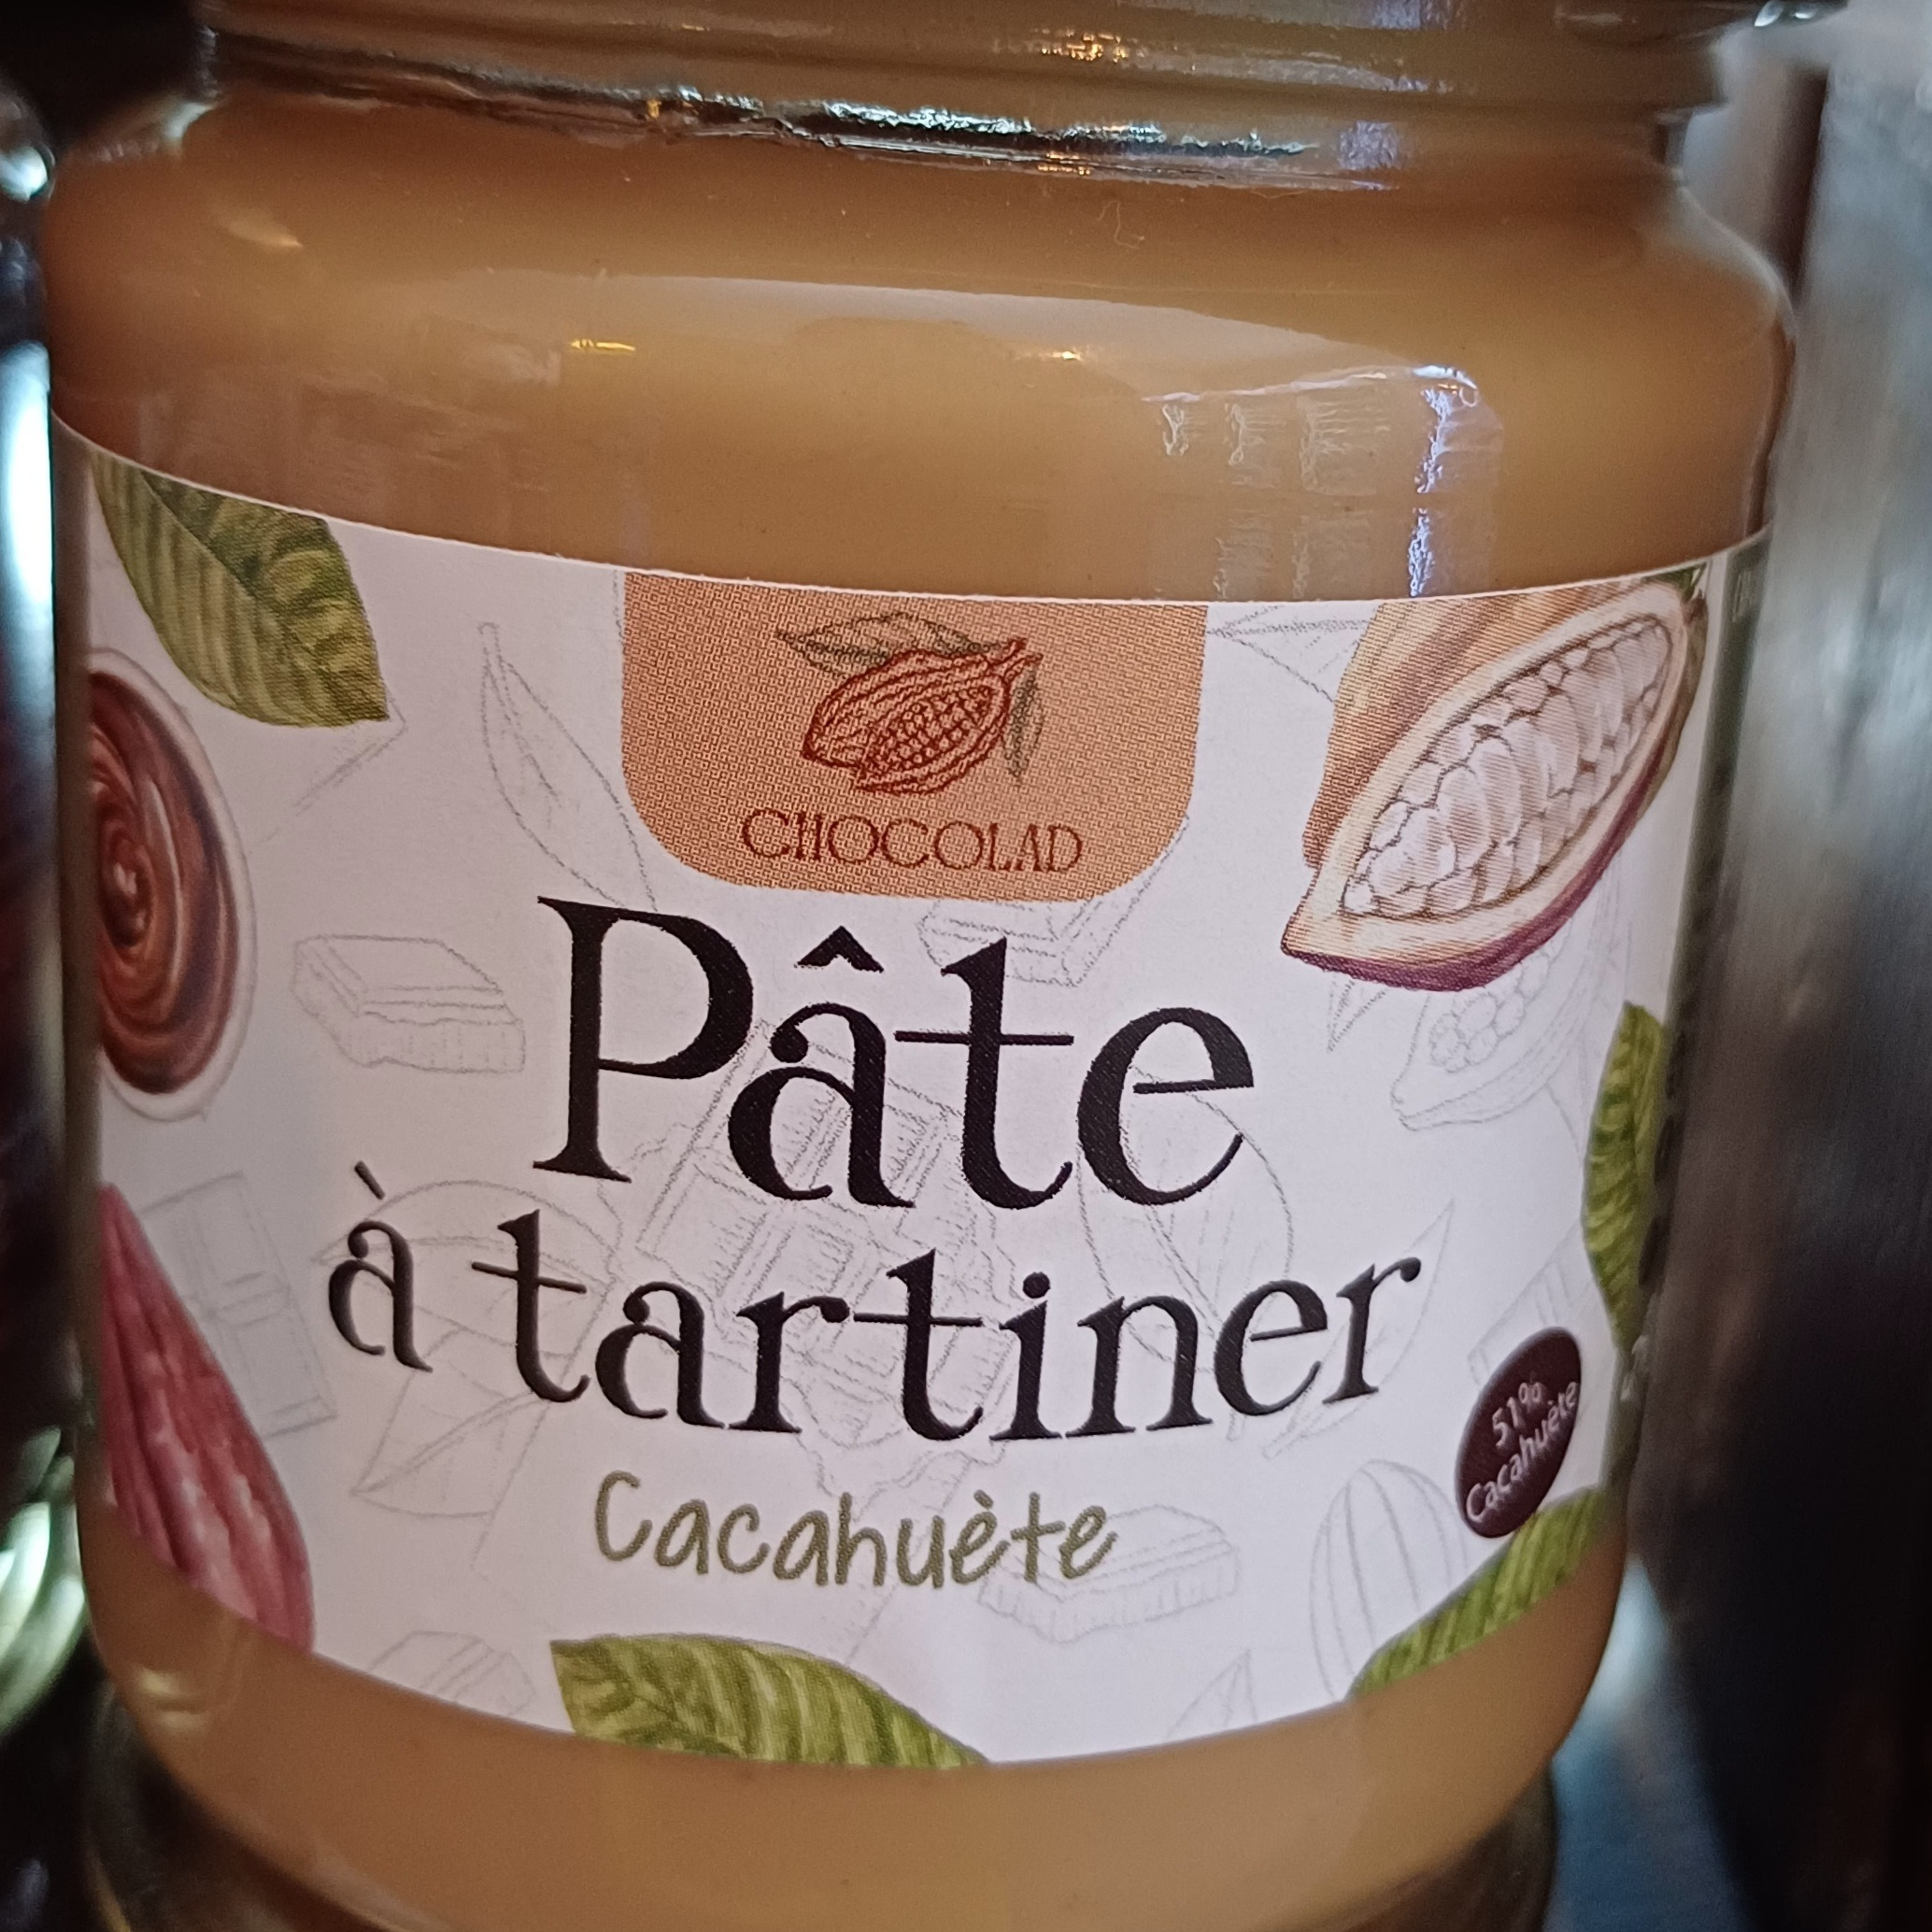 CHOCOLAD
Pâte
à tartiner
51%
Cacahuète
Cacahuète